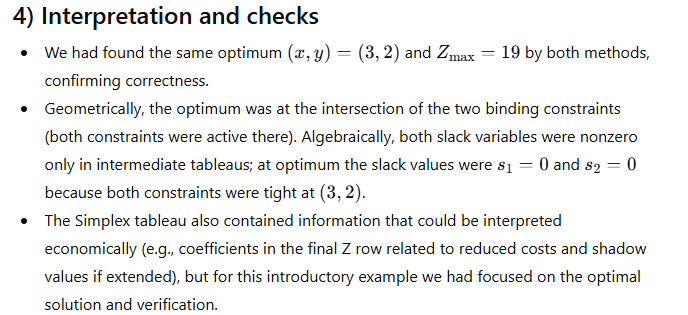 4) Interpretation and checks
• We had found the same optimum (x, y) = (3, 2) and Zmax = 19 by both methods,
confirming correctness.
• Geometrically, the optimum was at the intersection of the two binding constraints
(both constraints were active there). Algebraically, both slack variables were nonzero
only in intermediate tableaus; at optimum the slack values were s₁ = 0 and s₂ = 0
because both constraints were tight at (3, 2).
• The Simplex tableau also contained information that could be interpreted
economically (e.g., coefficients in the final Z row related to reduced costs and shadow
values if extended), but for this introductory example we had focused on the optimal
solution and verification.